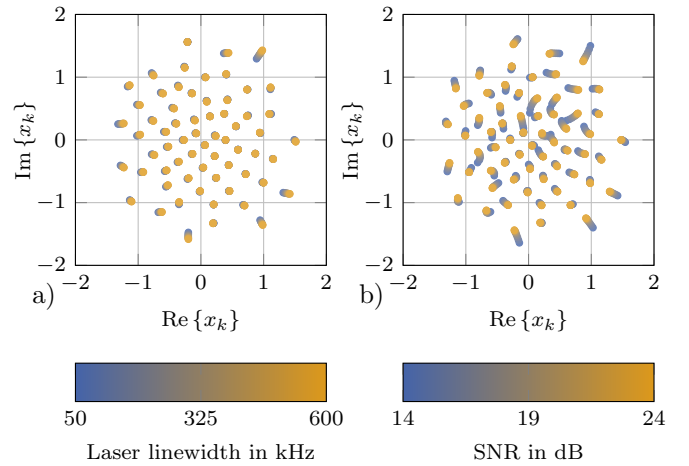 2 2
1 1
0 0
−1 −1
−2 −2
Im {x_k} Im {x_k}
−2 −1 0 1 2 −2 −1 0 1 2
a) b)
Re {x_k} Re {x_k}
50 325 600 14 19 24
Laser linewidth in kHz SNR in dB